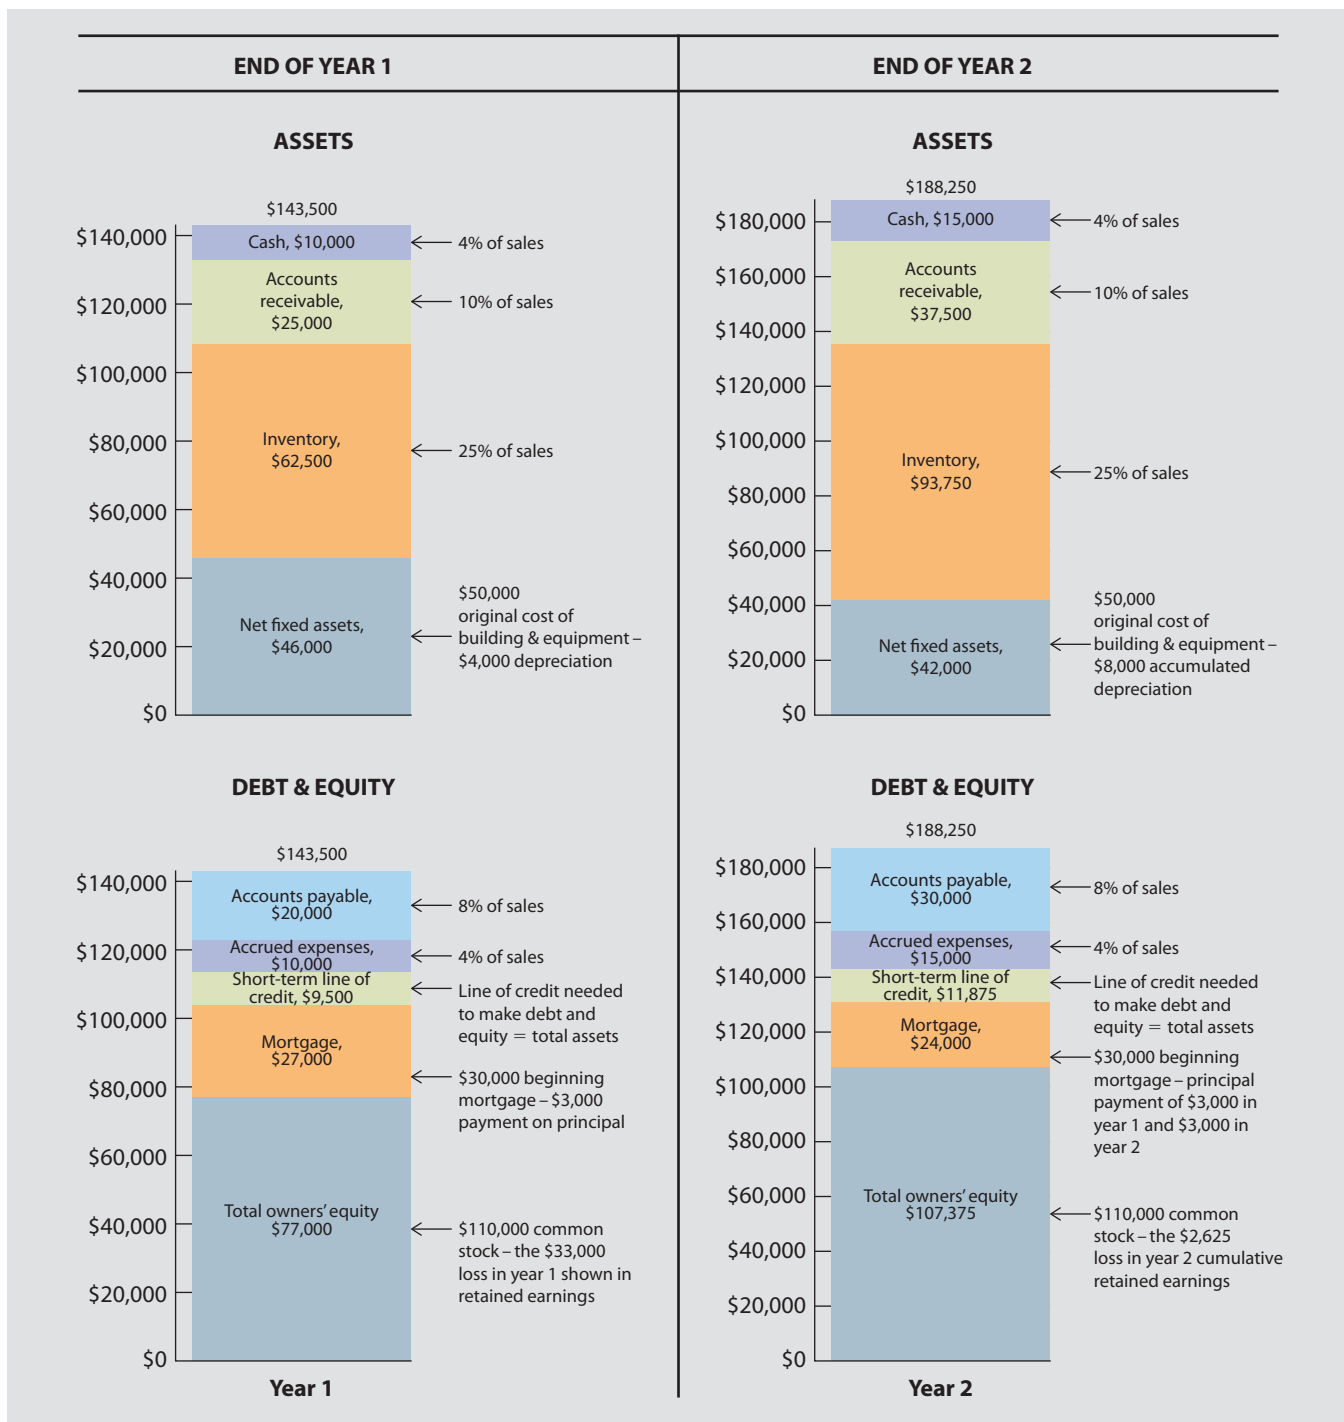 END OF YEAR 1
ASSETS
$143,500
$140,000
$120,000
$100,000
$80,000
$60,000
$40,000
$20,000
$0
Cash, $10,000
Accounts
receivable,
$25,000
Inventory,
$62,500
Net fixed assets,
$46,000
4% of sales
10% of sales
25% of sales
$50,000
original cost of
building & equipment –
$4,000 depreciation
DEBT & EQUITY
$143,500
$140,000
$120,000
$100,000
$80,000
$60,000
$40,000
$20,000
$0
Accounts payable,
$20,000
Accrued expenses,
$10,000
Short-term line of
credit, $9,500
Mortgage,
$27,000
Total owners’ equity
$77,000
8% of sales
4% of sales
Line of credit needed
to make debt and
equity = total assets
$30,000 beginning
mortgage – $3,000
payment on principal
$110,000 common
stock – the $33,000
loss in year 1 shown in
retained earnings
Year 1
END OF YEAR 2
ASSETS
$188,250
$180,000
$160,000
$140,000
$120,000
$100,000
$80,000
$60,000
$40,000
$20,000
$0
Cash, $15,000
Accounts
receivable,
$37,500
Inventory,
$93,750
Net fixed assets,
$42,000
4% of sales
10% of sales
25% of sales
$50,000
original cost of
building & equipment –
$8,000 accumulated
depreciation
DEBT & EQUITY
$188,250
$180,000
$160,000
$140,000
$120,000
$100,000
$80,000
$60,000
$40,000
$20,000
$0
Accounts payable,
$30,000
Accrued expenses,
$15,000
Short-term line of
credit, $11,875
Mortgage,
$24,000
Total owners’ equity
$107,375
8% of sales
4% of sales
Line of credit needed
to make debt and
equity = total assets
$30,000 beginning
mortgage – principal
payment of $3,000 in
year 1 and $3,000 in
year 2
$110,000 common
stock – the $2,625
loss in year 2 cumulative
retained earnings
Year 2